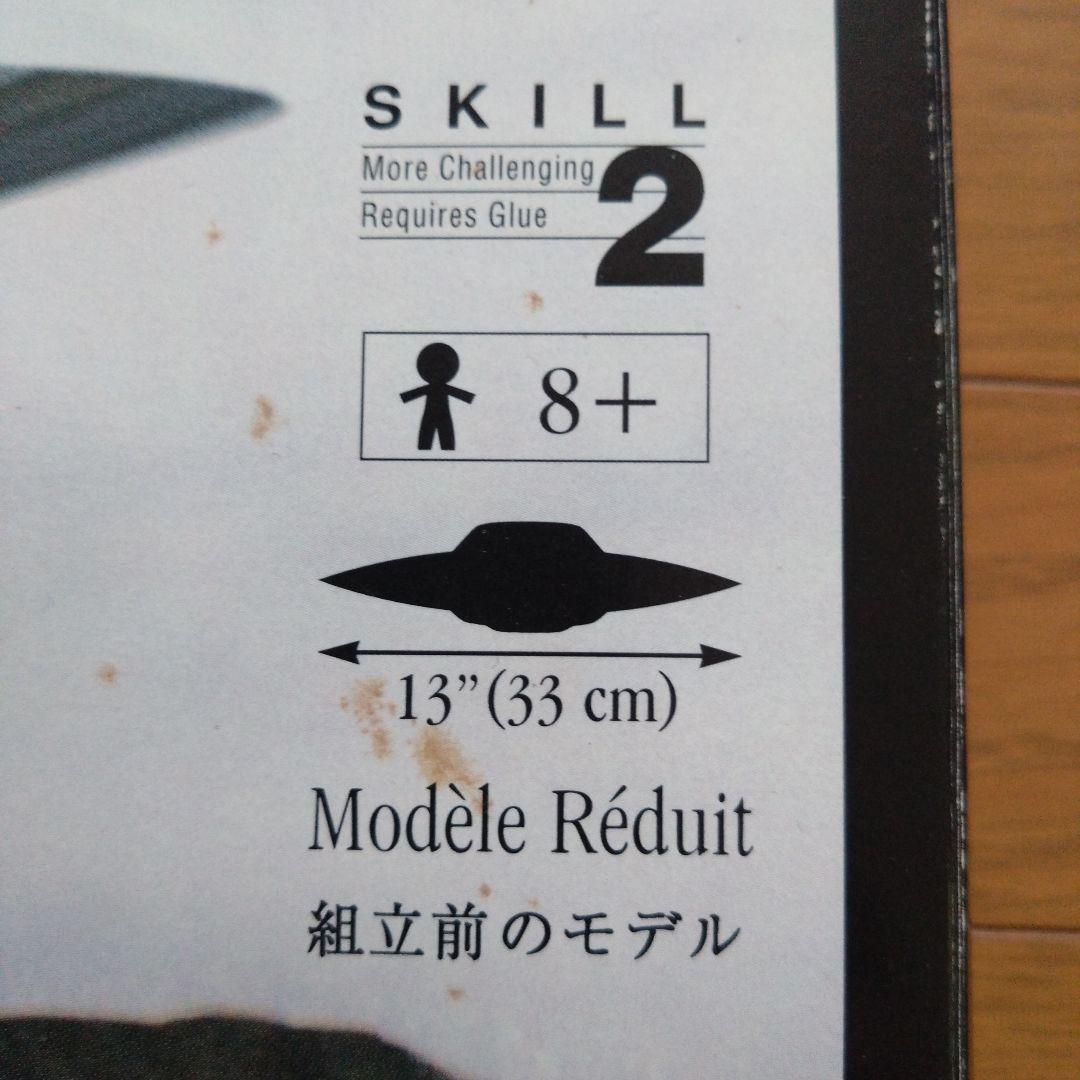 SKILL
More Challenging
Requires Glue
2
8+
13”(33 cm)
Modèle Réduit
組立前のモデル